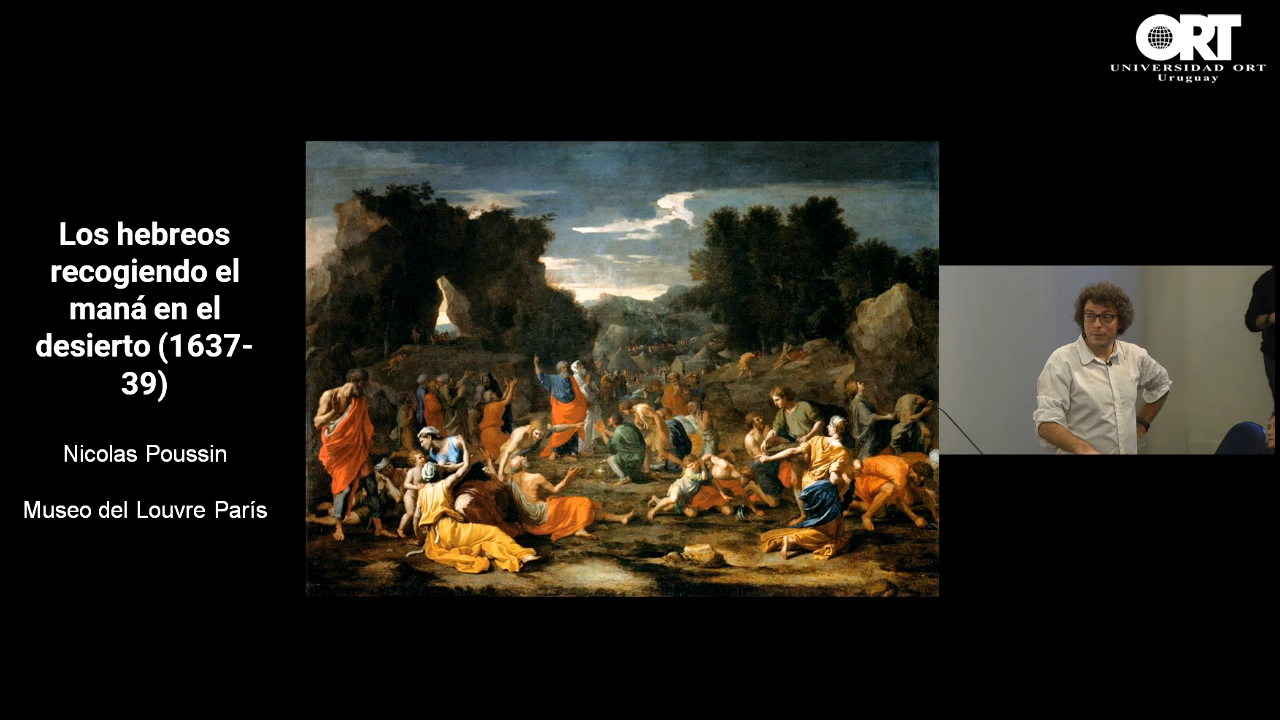 ORT
UNIVERSIDAD ORT
Uruguay
Los hebreos
recogiendo el
maná en el
desierto (1637-
39)
Nicolas Poussin
Museo del Louvre París